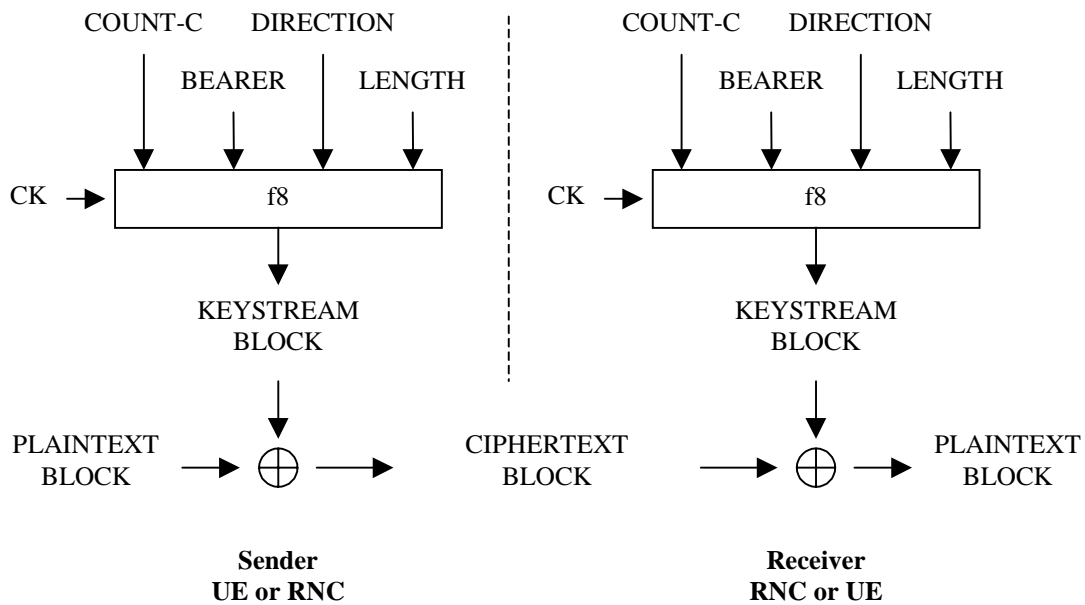 COUNT-C DIRECTION
BEARER LENGTH
CK f8
KEYSTREAM
BLOCK
COUNT-C DIRECTION
BEARER LENGTH
CK f8
KEYSTREAM
BLOCK
PLAINTEXT
BLOCK
CIPHERTEXT
BLOCK
PLAINTEXT
BLOCK
Sender
UE or RNC
Receiver
RNC or UE